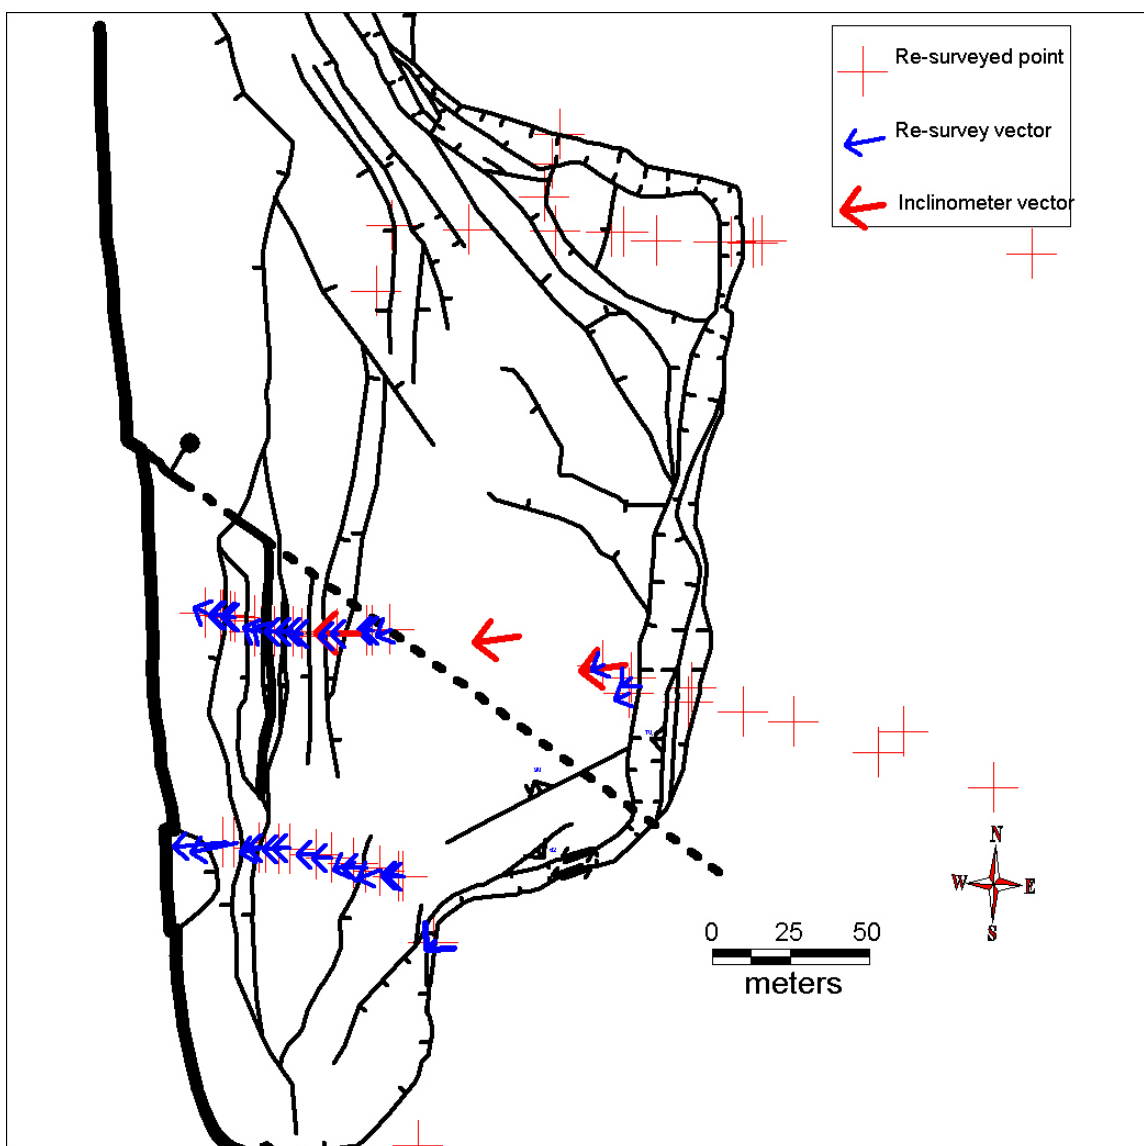 Re-surveyed point
Re-survey vector
Inclinometer vector
N
W E
S
0 25 50
meters